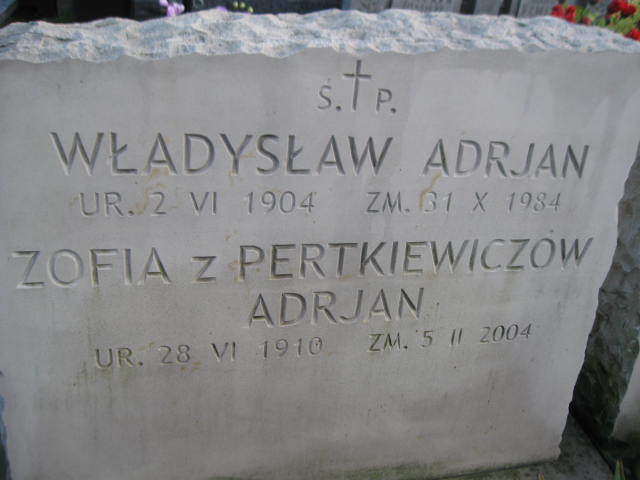 Ś.†P.
WŁADYSŁAW ADRJAN
UR. 2 VI 1904 ZM. 31 X 1984
ZOFIA z PERTKIEWICZÓW
ADRJAN
UR. 28 VI 1910 ZM. 5 II 2004